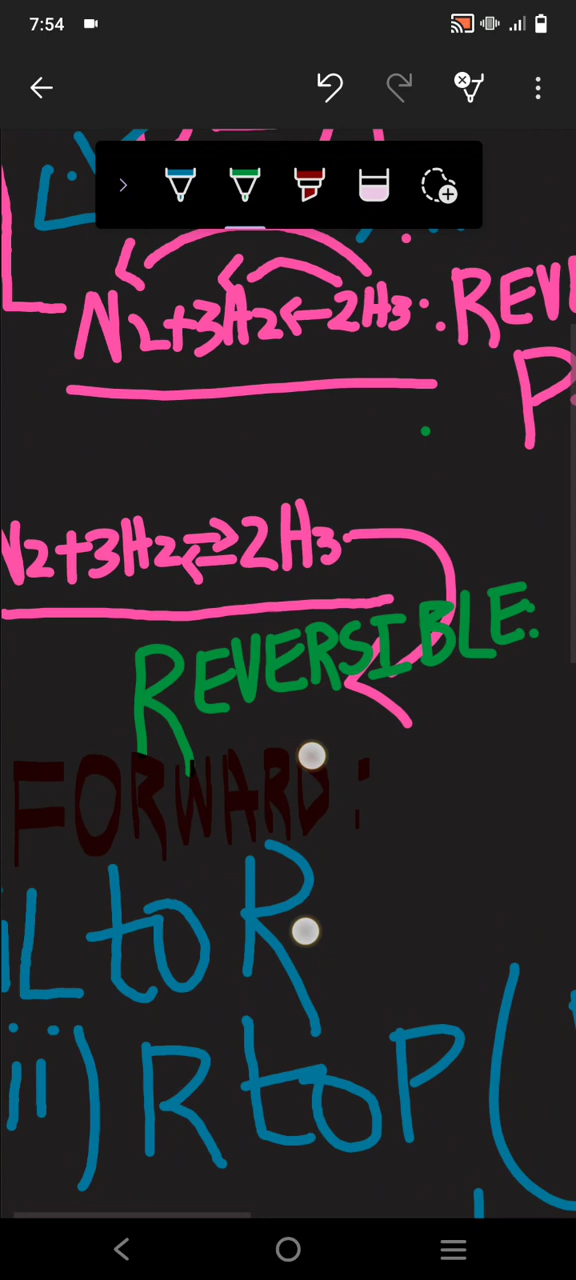 7:54
N2+3H2←2H3.. REVE
P
N2+3H2⇄2H3
REVERSIBLE.
FORWARD:
L to R
ii) R to P (